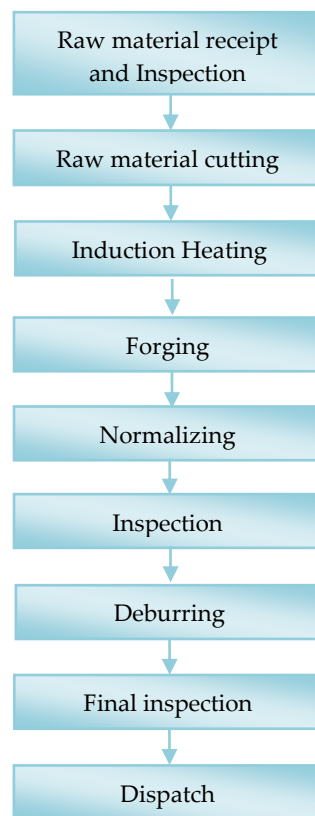 Raw material receipt
and Inspection
Raw material cutting
Induction Heating
Forging
Normalizing
Inspection
Deburring
Final inspection
Dispatch